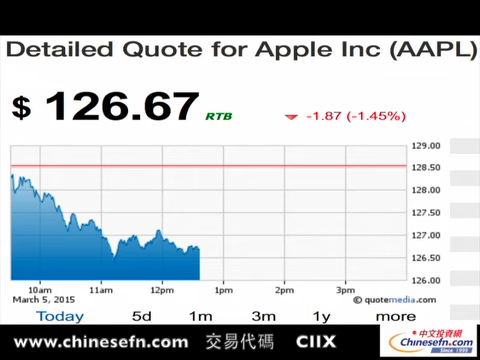 Detailed Quote for Apple Inc (AAPL)
$ 126.67 RTB -1.87 (-1.45%)
129.00
128.50
128.00
127.50
127.00
126.50
126.00
10am 11am 12pm 1pm 2pm 3pm
March 5, 2015 © quotemedia.com
Today 5d 1m 3m 1y more
www.chinesefn.com 交易代碼 CIIX
中文投資網
Chinesefn.com
Since 1999